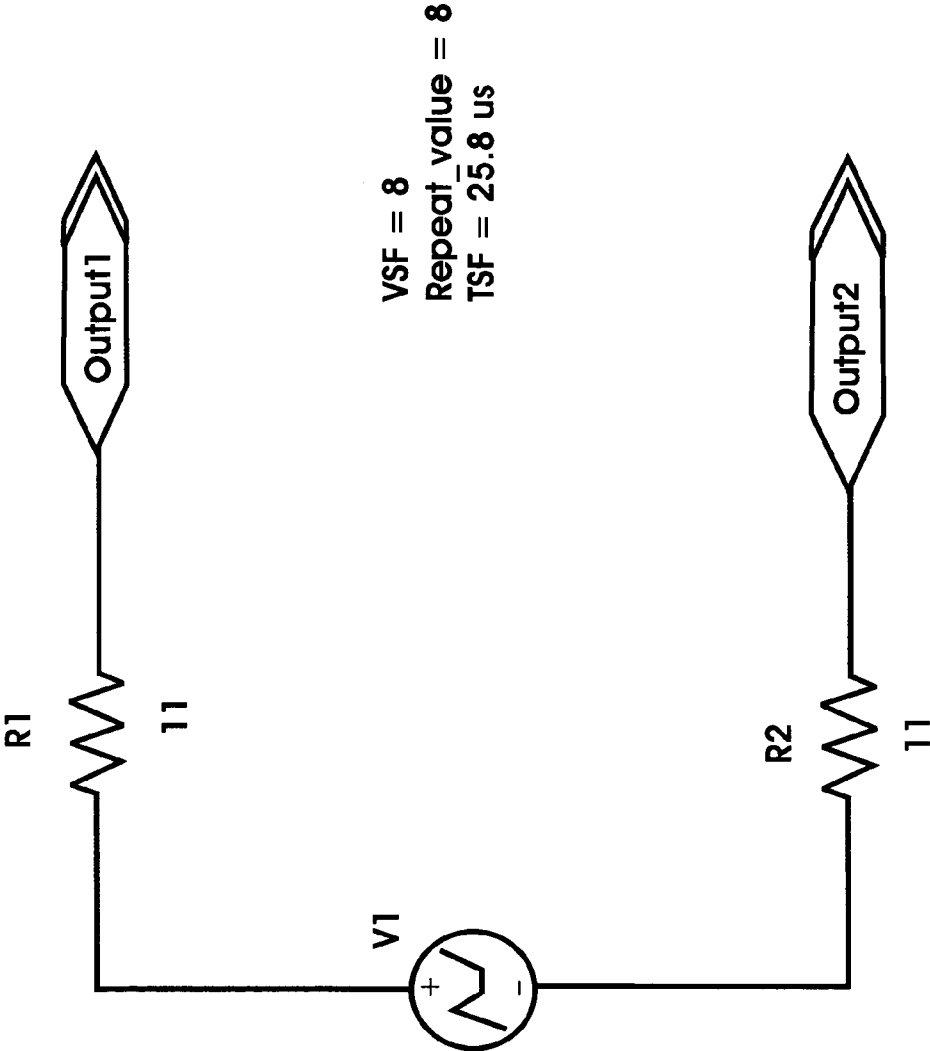 R1
11
Output1
V1
+
-
VSF = 8
Repeat_value = 8
TSF = 25.8 us
R2
11
Output2